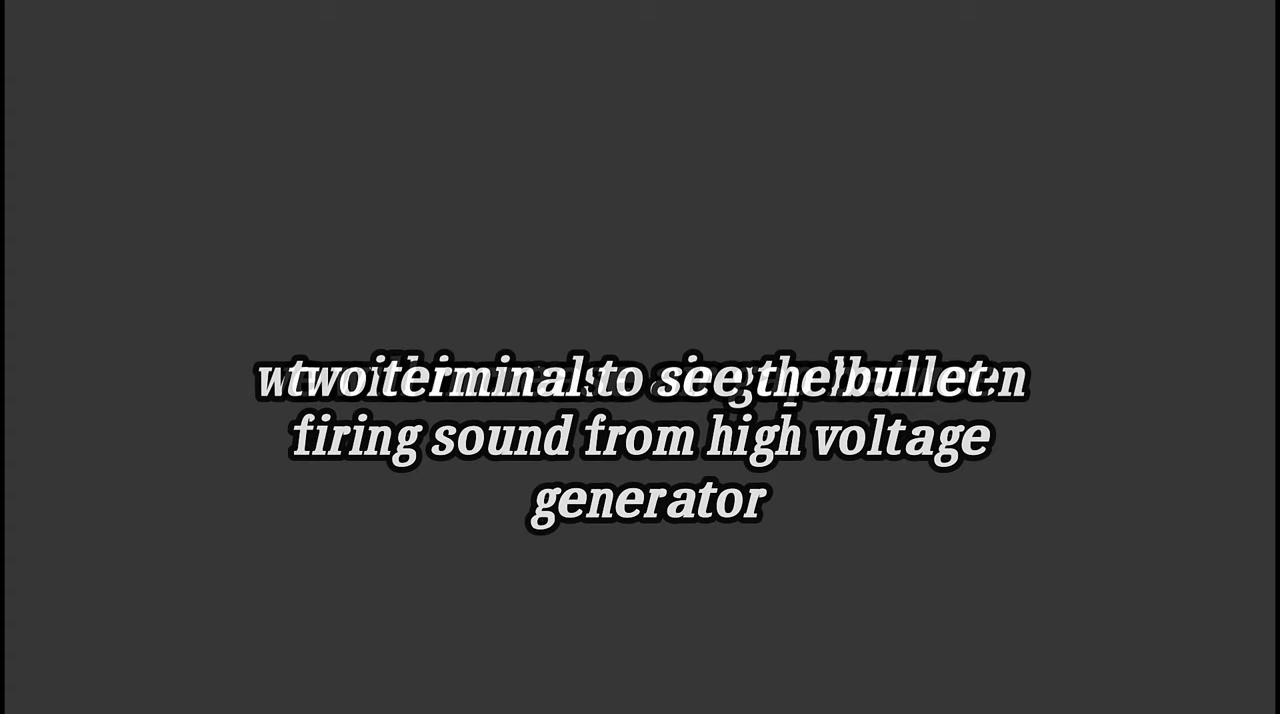 two terminal to see the bullet
firing sound from high voltage
generator